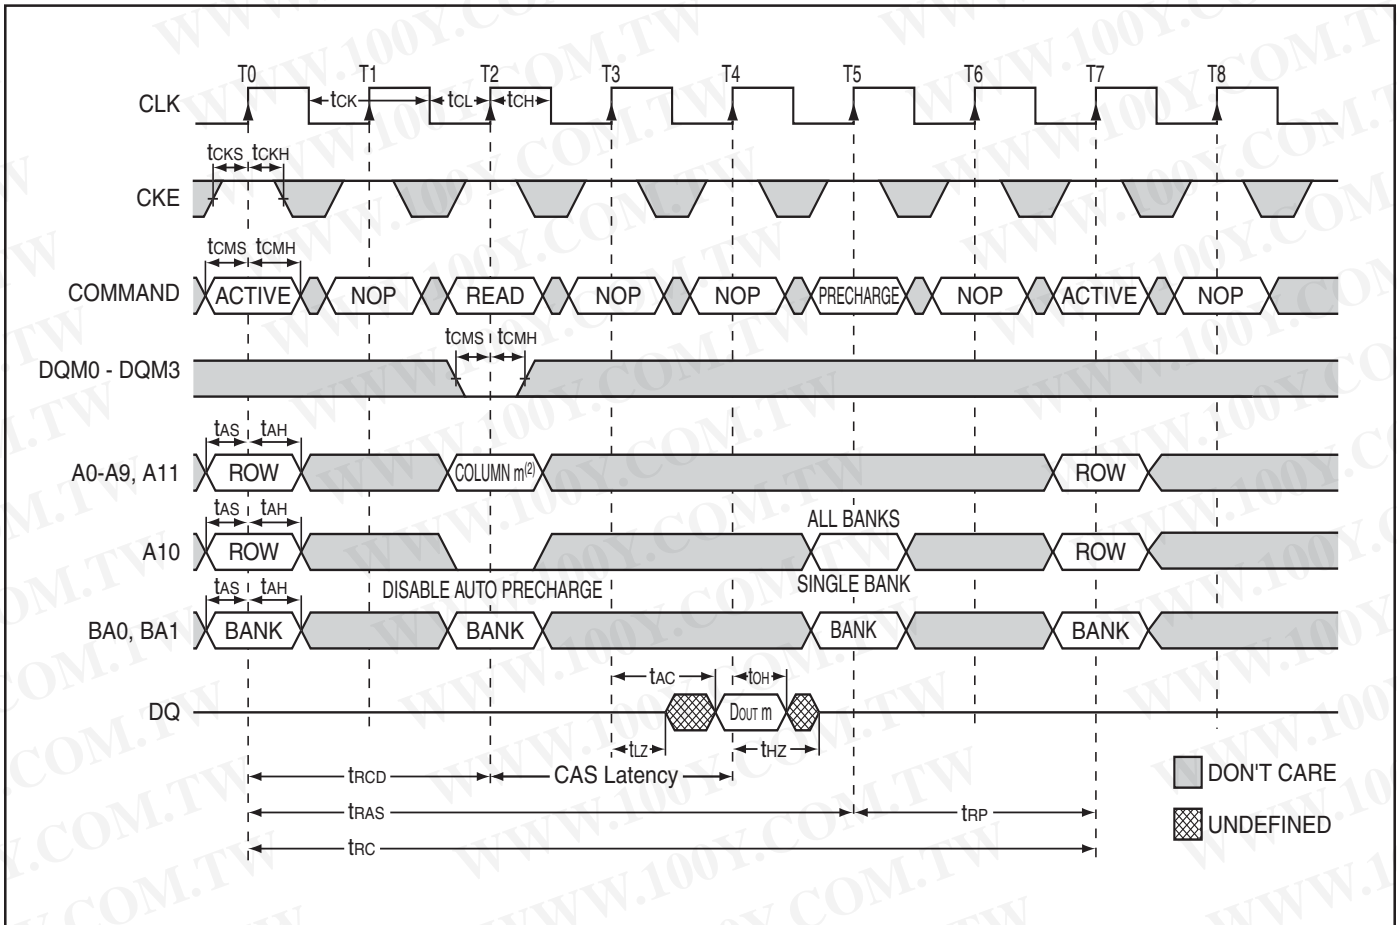 T0 T1 T2 T3 T4 T5 T6 T7 T8
CLK tCK tCL tCH
tCKS tCKH
CKE
tCMS tCMH
COMMAND ACTIVE NOP READ NOP NOP PRECHARGE NOP ACTIVE NOP
tCMS tCMH
DQM0 - DQM3
tAS tAH
A0-A9, A11 ROW COLUMN m(2) ROW
tAS tAH ALL BANKS
A10 ROW ROW
DISABLE AUTO PRECHARGE SINGLE BANK
tAS tAH
BA0, BA1 BANK BANK BANK BANK
tAC tOH
DQ DOUT m
tLZ tHZ
tRCD CAS Latency
DON'T CARE
tRAS tRP
UNDEFINED
tRC
WWW.100Y.COM.TW